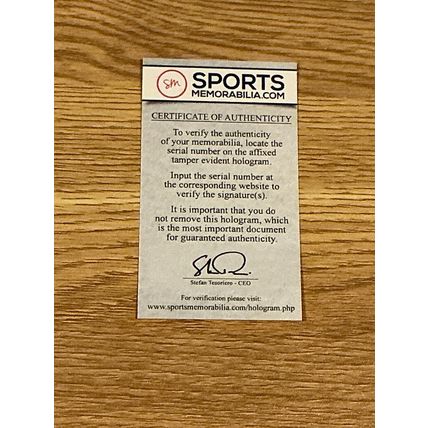 SM SPORTS
MEMORABILIA.COM
CERTIFICATE OF AUTHENTICITY
To verify the authenticity
of your memorabilia, locate the
serial number on the affixed
tamper evident hologram.
Input the serial number at
the corresponding website to
verify the signature(s).
It is important that you do
not remove this hologram, which
is the most important document
for guaranteed authenticity.
Stefan Tesoriero - CEO
For verification please visit:
www.sportsmemorabilia.com/hologram.php